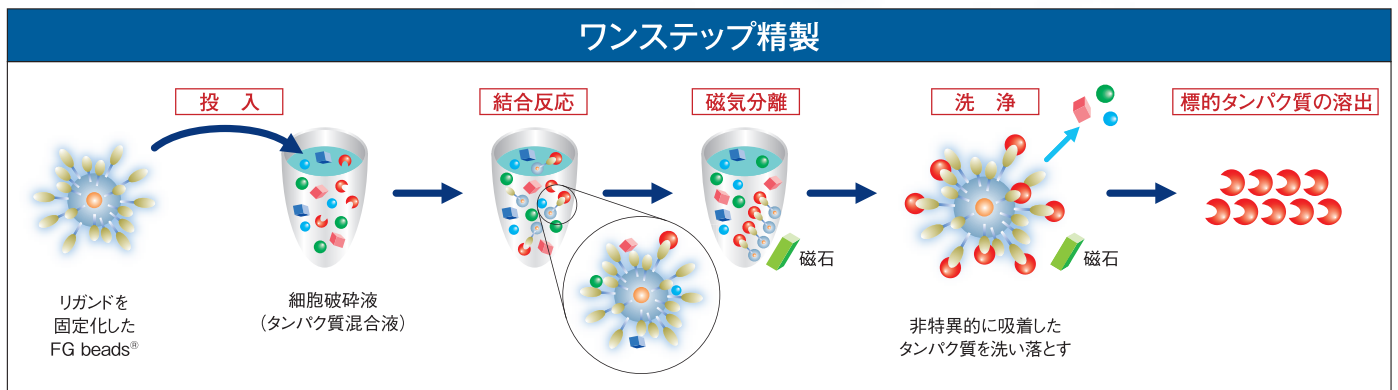 ワンステップ精製
投 入
結合反応
磁気分離
洗 浄
標的タンパク質の溶出
磁石
磁石
リガンドを
固定化した
FG beads®
細胞破砕液
（タンパク質混合液）
非特異的に吸着した
タンパク質を洗い落とす